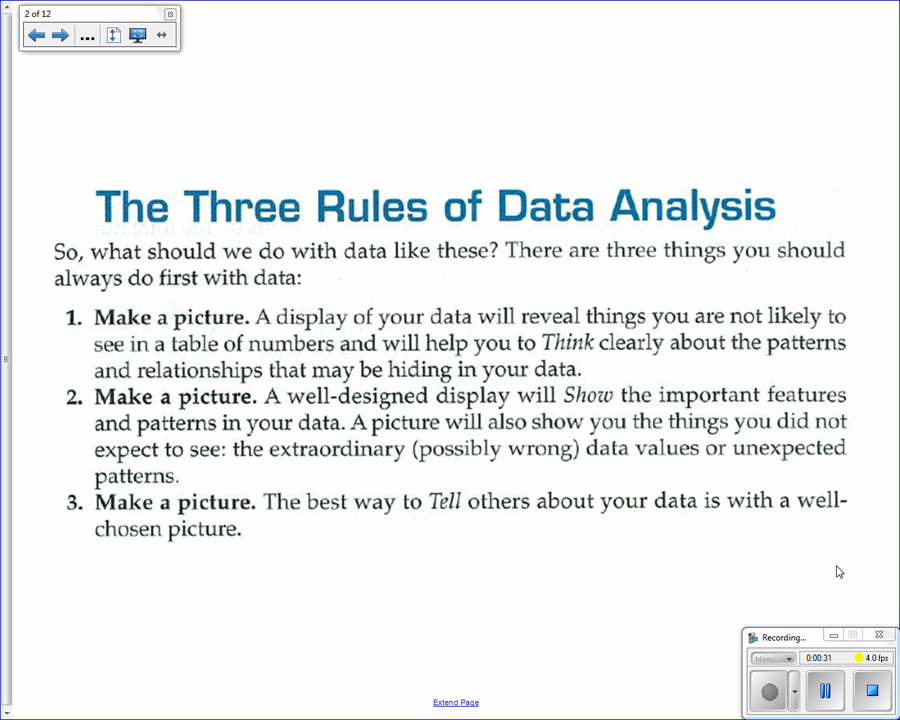 2 of 12
...
The Three Rules of Data Analysis
So, what should we do with data like these? There are three things you should
always do first with data:
1. Make a picture. A display of your data will reveal things you are not likely to
see in a table of numbers and will help you to Think clearly about the patterns
and relationships that may be hiding in your data.
2. Make a picture. A well-designed display will Show the important features
and patterns in your data. A picture will also show you the things you did not
expect to see: the extraordinary (possibly wrong) data values or unexpected
patterns.
3. Make a picture. The best way to Tell others about your data is with a well-
chosen picture.
Recording...
Menu 0:00:31 4.0 fps
Extend Page